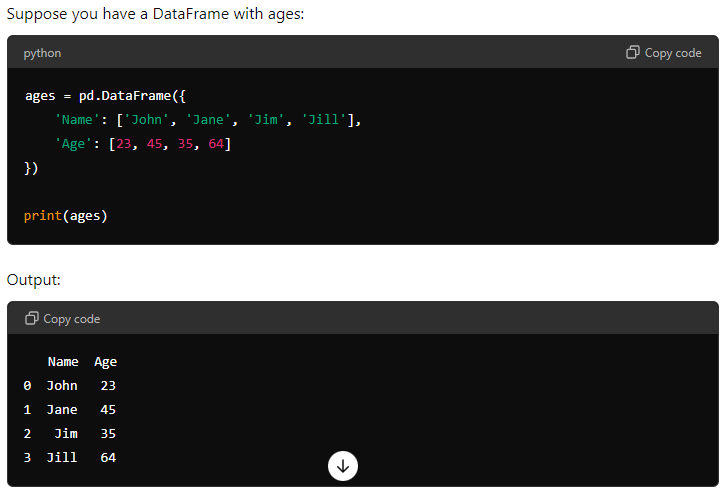 Suppose you have a DataFrame with ages:
python
Copy code
ages = pd.DataFrame({
    'Name': ['John', 'Jane', 'Jim', 'Jill'],
    'Age': [23, 45, 35, 64]
})
print(ages)
Output:
Copy code
   Name  Age
0  John   23
1  Jane   45
2   Jim   35
3  Jill   64